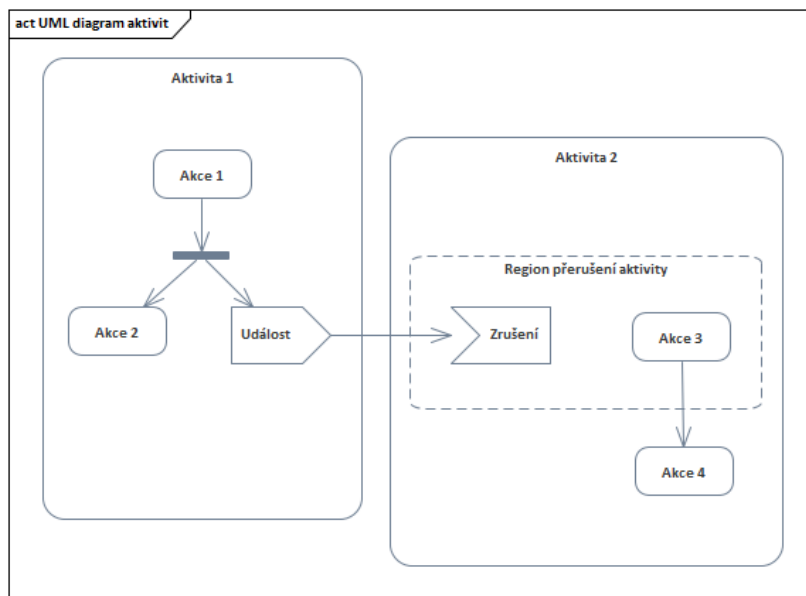 act UML diagram aktivit
Aktivita 1
Akce 1
Akce 2
Událost
Aktivita 2
Region přerušení aktivity
Zrušení
Akce 3
Akce 4